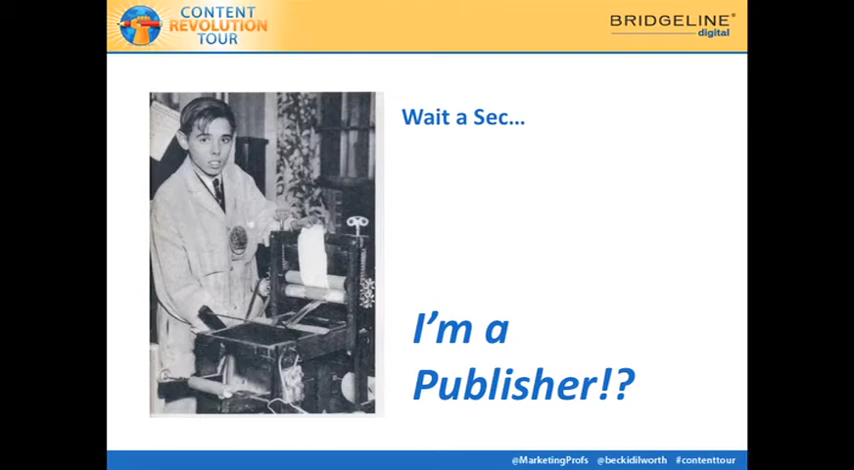 CONTENT
REVOLUTION
TOUR
BRIDGELINE®
digital
Wait a Sec...
I'm a
Publisher!?
@MarketingProfs @beckidilworth #contenttour